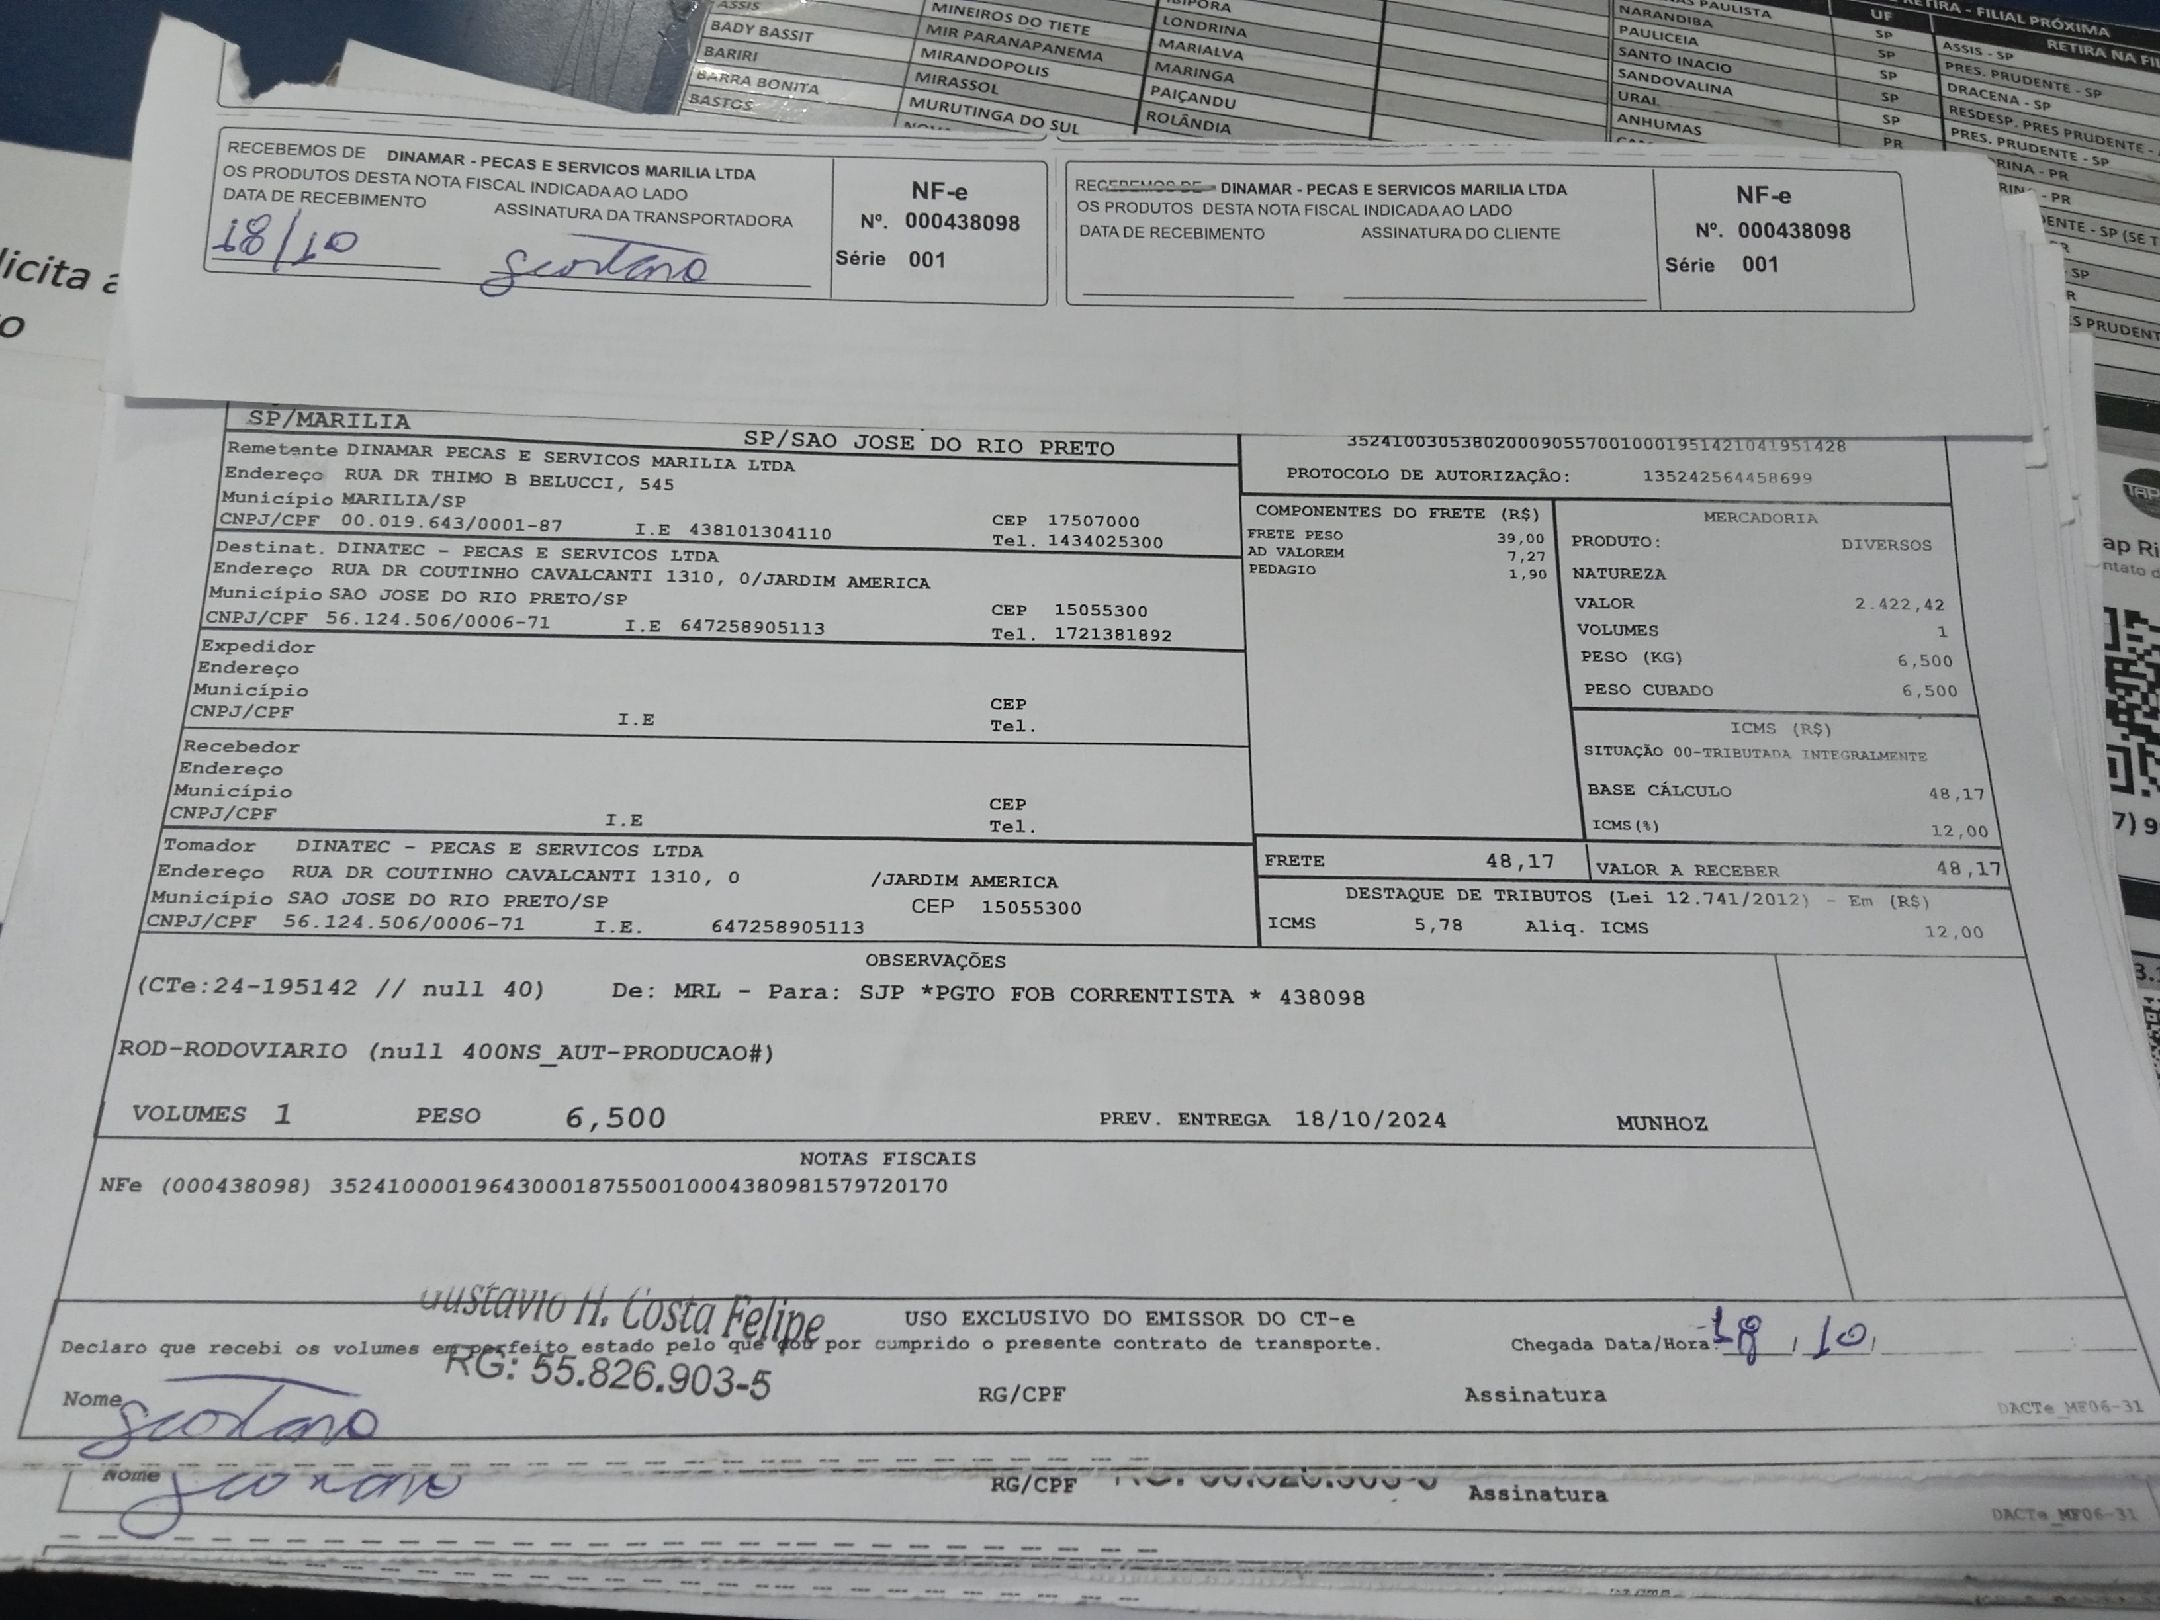 ASSIS
BADY BASSIT
BARIRI
BARRA BONITA
BASTOS
MINEIROS DO TIETE
MIR PARANAPANEMA
MIRANDOPOLIS
MIRASSOL
MURUTINGA DO SUL
LONDRINA
MARIALVA
MARINGA
PAIÇANDU
ROLÂNDIA
PAULISTA
NARANDIBA
PAULICEIA
SANTO INACIO
SANDOVALINA
URAI
ANHUMAS
UF
SP
SP
SP
SP
SP
PR
RETIRA - FILIAL PRÓXIMA
RETIRA NA
ASSIS - SP
PRES. PRUDENTE - SP
DRACENA - SP
RESDESP. PRES PRUDENTE -
PRES. PRUDENTE - SP
RECEBEMOS DE DINAMAR - PECAS E SERVICOS MARILIA LTDA
OS PRODUTOS DESTA NOTA FISCAL INDICADA AO LADO
DATA DE RECEBIMENTO ASSINATURA DA TRANSPORTADORA
18/10
NF-e
Nº. 000438098
Série 001
RECEBEMOS DE DINAMAR - PECAS E SERVICOS MARILIA LTDA
OS PRODUTOS DESTA NOTA FISCAL INDICADA AO LADO
DATA DE RECEBIMENTO ASSINATURA DO CLIENTE
NF-e
Nº. 000438098
Série 001
SP/MARILIA SP/SAO JOSE DO RIO PRETO
Remetente DINAMAR PECAS E SERVICOS MARILIA LTDA
Endereço RUA DR THIMO B BELUCCI, 545
Município MARILIA/SP CEP 17507000
CNPJ/CPF 00.019.643/0001-87 I.E 438101304110 Tel. 1434025300
Destinat. DINATEC - PECAS E SERVICOS LTDA
Endereço RUA DR COUTINHO CAVALCANTI 1310, 0/JARDIM AMERICA
Município SAO JOSE DO RIO PRETO/SP CEP 15055300
CNPJ/CPF 56.124.506/0006-71 I.E 647258905113 Tel. 1721381892
Expedidor
Endereço
Município CEP
CNPJ/CPF I.E Tel.
Recebedor
Endereço
Município CEP
CNPJ/CPF I.E Tel.
Tomador DINATEC - PECAS E SERVICOS LTDA
Endereço RUA DR COUTINHO CAVALCANTI 1310, 0 /JARDIM AMERICA
Município SAO JOSE DO RIO PRETO/SP CEP 15055300
CNPJ/CPF 56.124.506/0006-71 I.E. 647258905113
35241003053802000905570010001951421041951428
PROTOCOLO DE AUTORIZAÇÃO: 135242564458699
COMPONENTES DO FRETE (R$)
FRETE PESO 39,00
AD VALOREM 7,27
PEDAGIO 1,90
MERCADORIA
PRODUTO: DIVERSOS
NATUREZA
VALOR 2.422,42
VOLUMES 1
PESO (KG) 6,500
PESO CUBADO 6,500
ICMS (R$)
SITUAÇÃO 00-TRIBUTADA INTEGRALMENTE
BASE CÁLCULO 48,17
ICMS(%) 12,00
FRETE 48,17 VALOR A RECEBER 48,17
DESTAQUE DE TRIBUTOS (Lei 12.741/2012) - Em (R$)
ICMS 5,78 Aliq. ICMS 12,00
OBSERVAÇÕES
(CTe:24-195142 // null 40) De: MRL - Para: SJP *PGTO FOB CORRENTISTA * 438098
ROD-RODOVIARIO (null 400NS_AUT-PRODUCAO#)
VOLUMES 1 PESO 6,500 PREV. ENTREGA 18/10/2024 MUNHOZ
NOTAS FISCAIS
NFe (000438098) 35241000019643000187550010004380981579720170
Gustavio H. Costa Felipe
RG: 55.826.903-5
USO EXCLUSIVO DO EMISSOR DO CT-e
Declaro que recebi os volumes em perfeito estado pelo que dou por cumprido o presente contrato de transporte. Chegada Data/Hora: 18 / 10 /
Nome RG/CPF Assinatura
DACTe_MF06-31
Nome RG/CPF Assinatura
DACTe_MF06-31